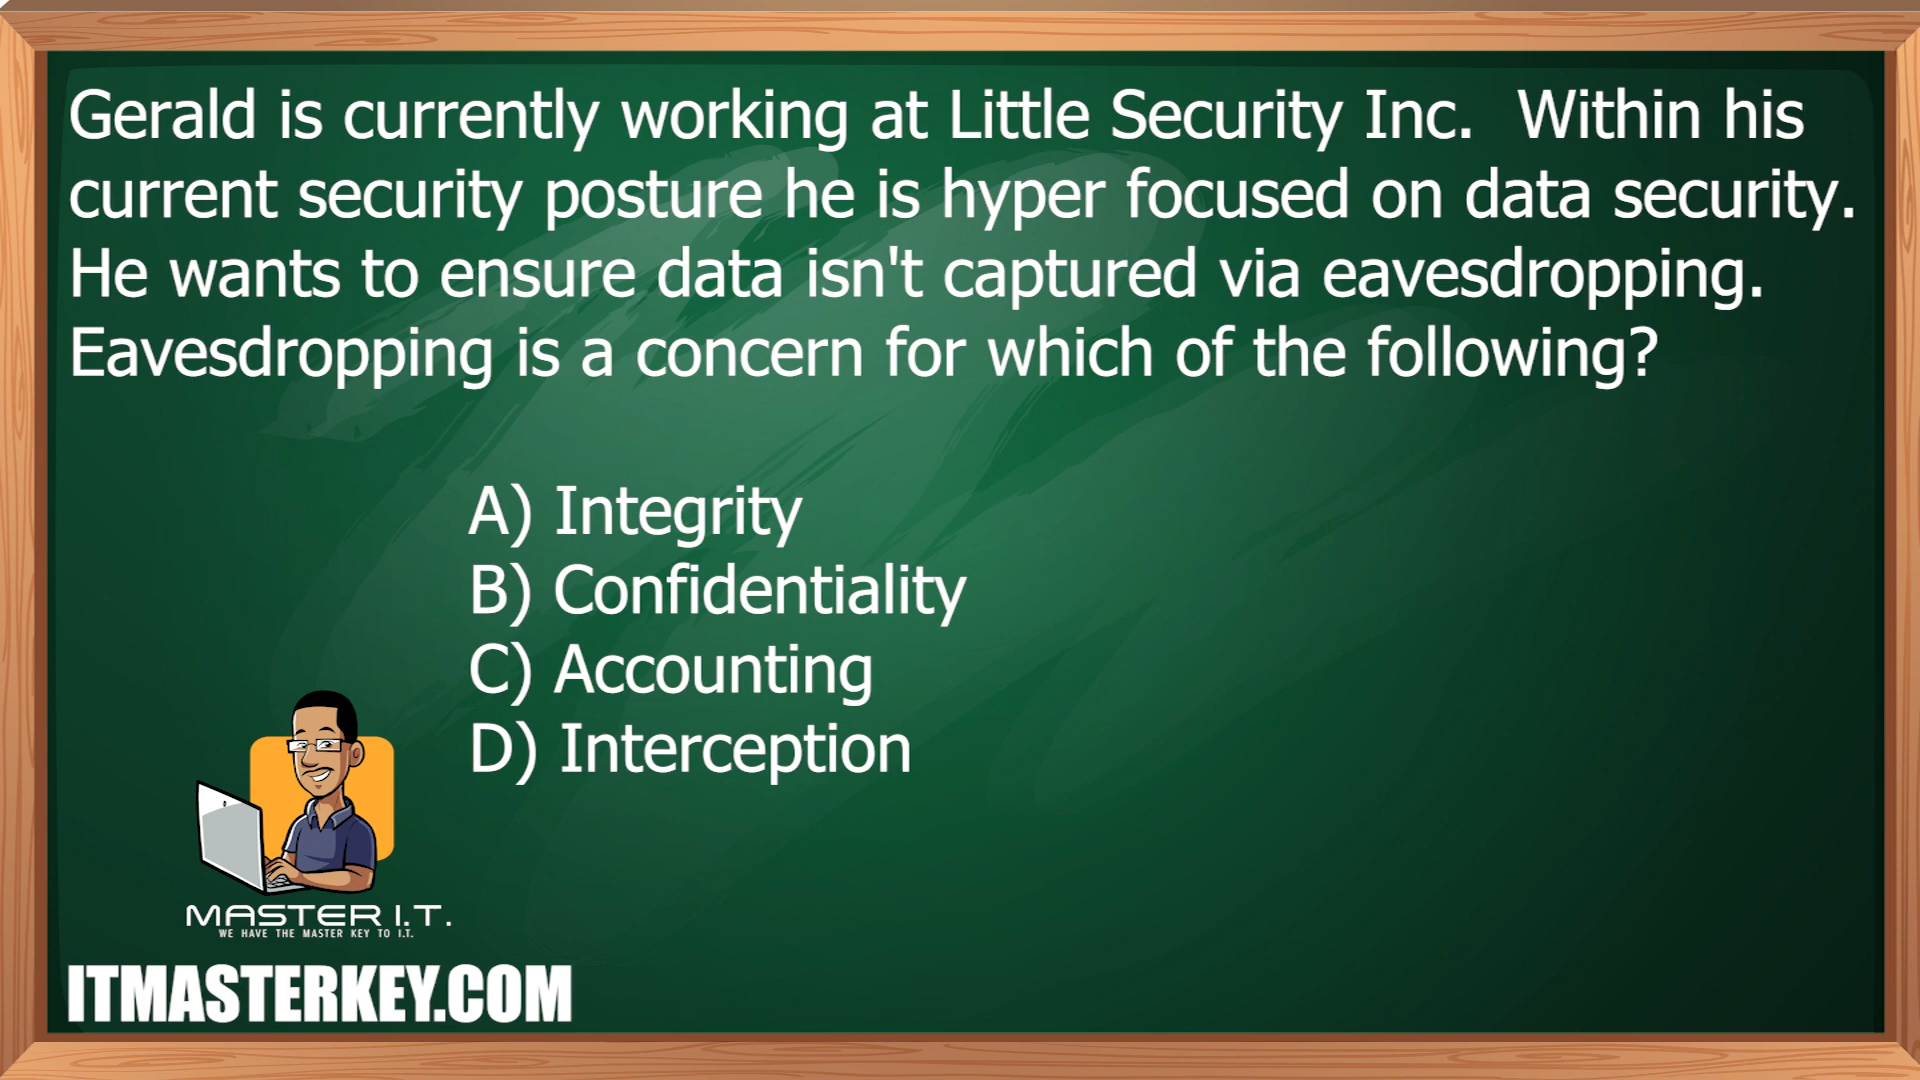 Gerald is currently working at Little Security Inc.  Within his
current security posture he is hyper focused on data security.
He wants to ensure data isn't captured via eavesdropping.
Eavesdropping is a concern for which of the following?
A) Integrity
B) Confidentiality
C) Accounting
D) Interception
MASTER I.T.
WE HAVE THE MASTER KEY TO I.T.
ITMASTERKEY.COM